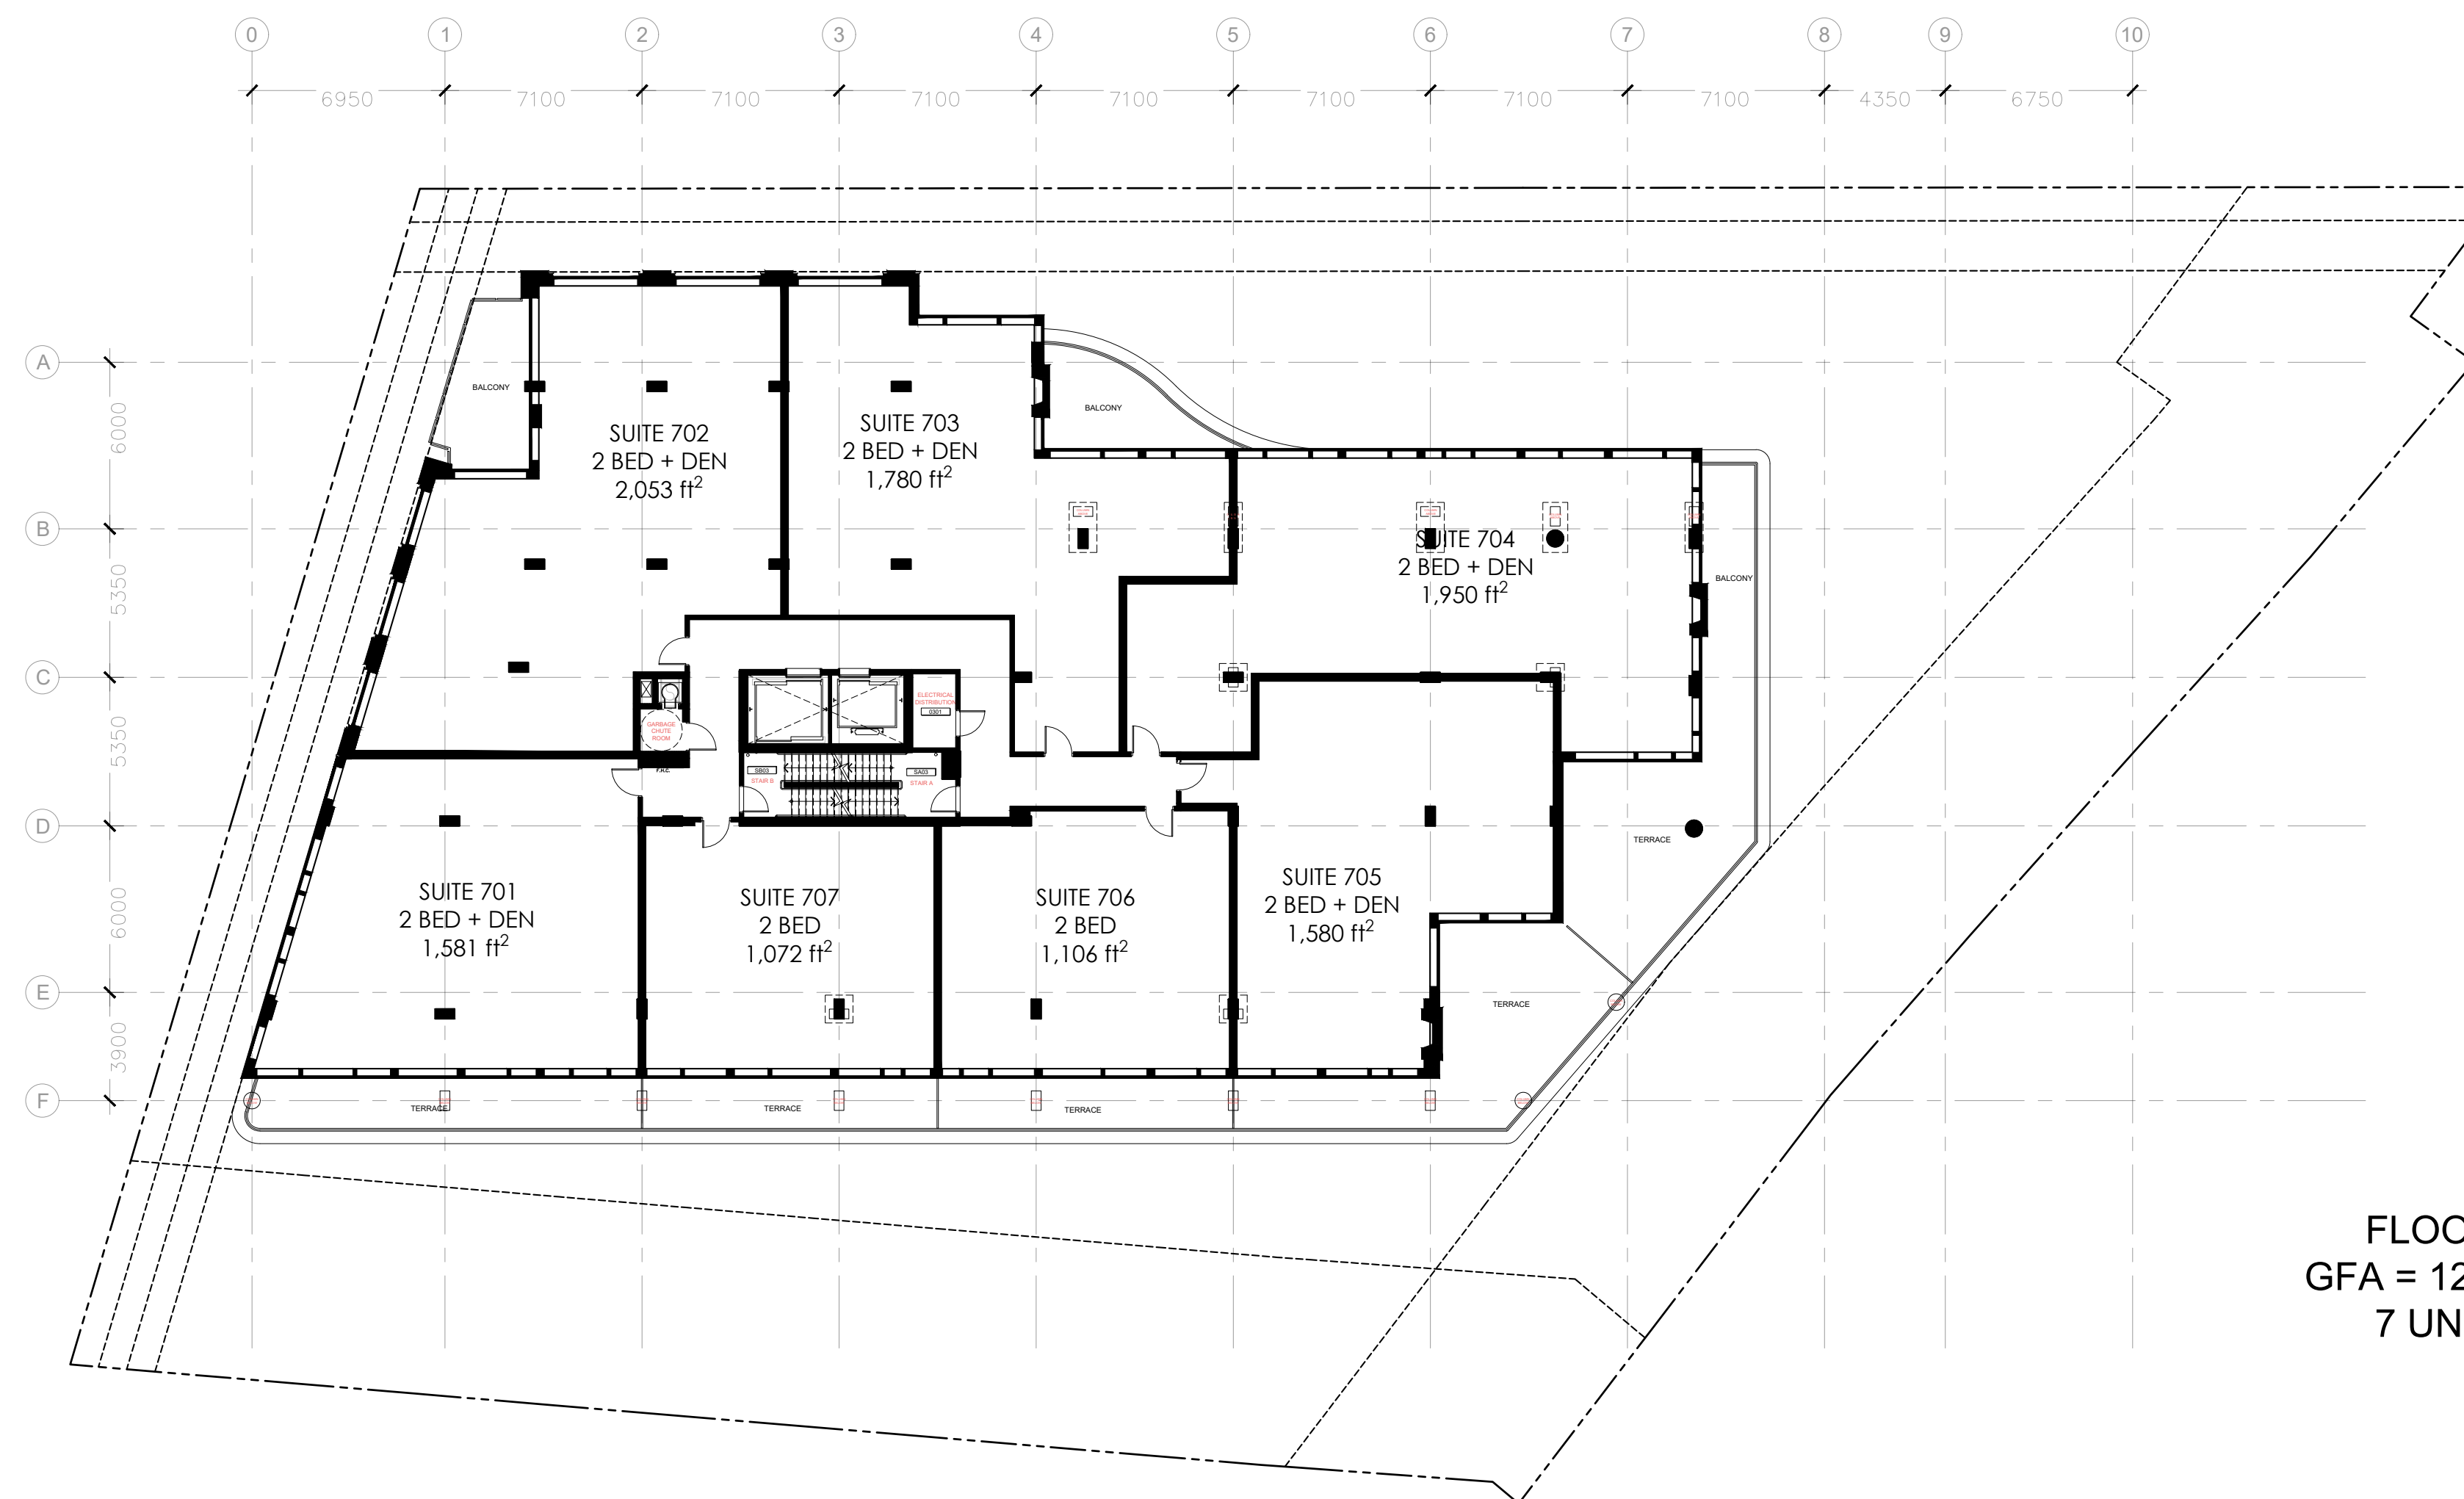 0 1 2 3 4 5 6 7 8 9 10
6950 7100 7100 7100 7100 7100 7100 7100 4350 6750
A
6000
B
5350
C
5350
D
6000
E
3900
F
BALCONY
SUITE 702
2 BED + DEN
2,053 ft²
SUITE 703
2 BED + DEN
1,780 ft²
BALCONY
SUITE 704
2 BED + DEN
1,950 ft²
BALCONY
GARBAGE
CHUTE
ROOM
F.H.C.
ELECTRICAL
DISTRIBUTION
0301
SB03
STAIR B
SA03
STAIR A
TERRACE
SUITE 701
2 BED + DEN
1,581 ft²
SUITE 707
2 BED
1,072 ft²
SUITE 706
2 BED
1,106 ft²
SUITE 705
2 BED + DEN
1,580 ft²
TERRACE
TERRACE
TERRACE
TERRACE
FLOO
GFA = 12
7 UN